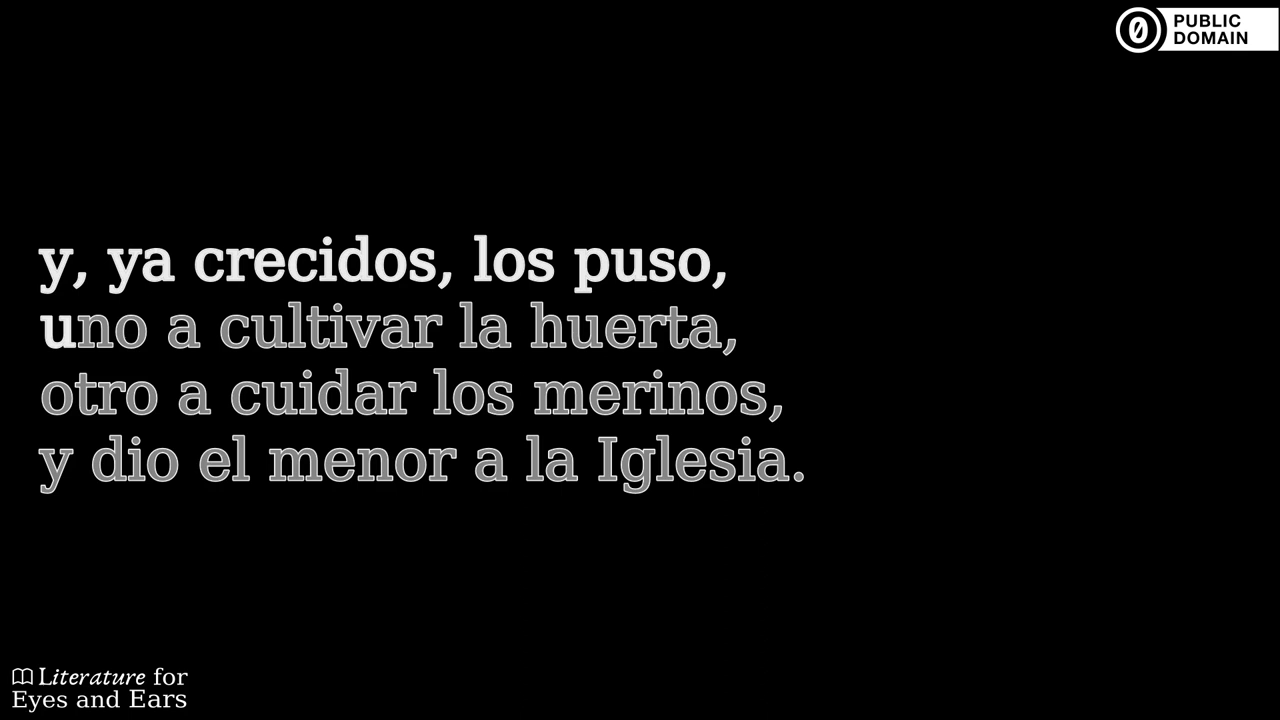 PUBLIC
DOMAIN
y, ya crecidos, los puso,
uno a cultivar la huerta,
otro a cuidar los merinos,
y dio el menor a la Iglesia.
Literature for
Eyes and Ears